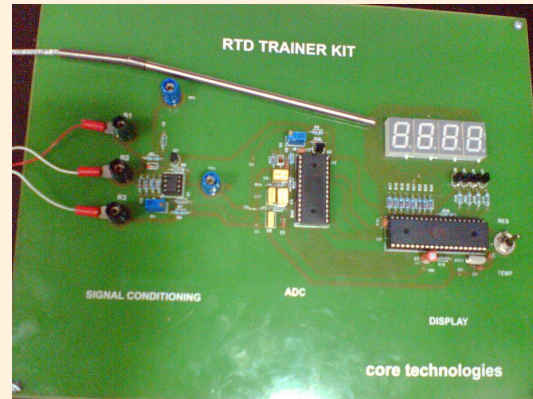 RTD TRAINER KIT
R1
R2
R3
RES
TEMP
SIGNAL CONDITIONING
ADC
DISPLAY
core technologies